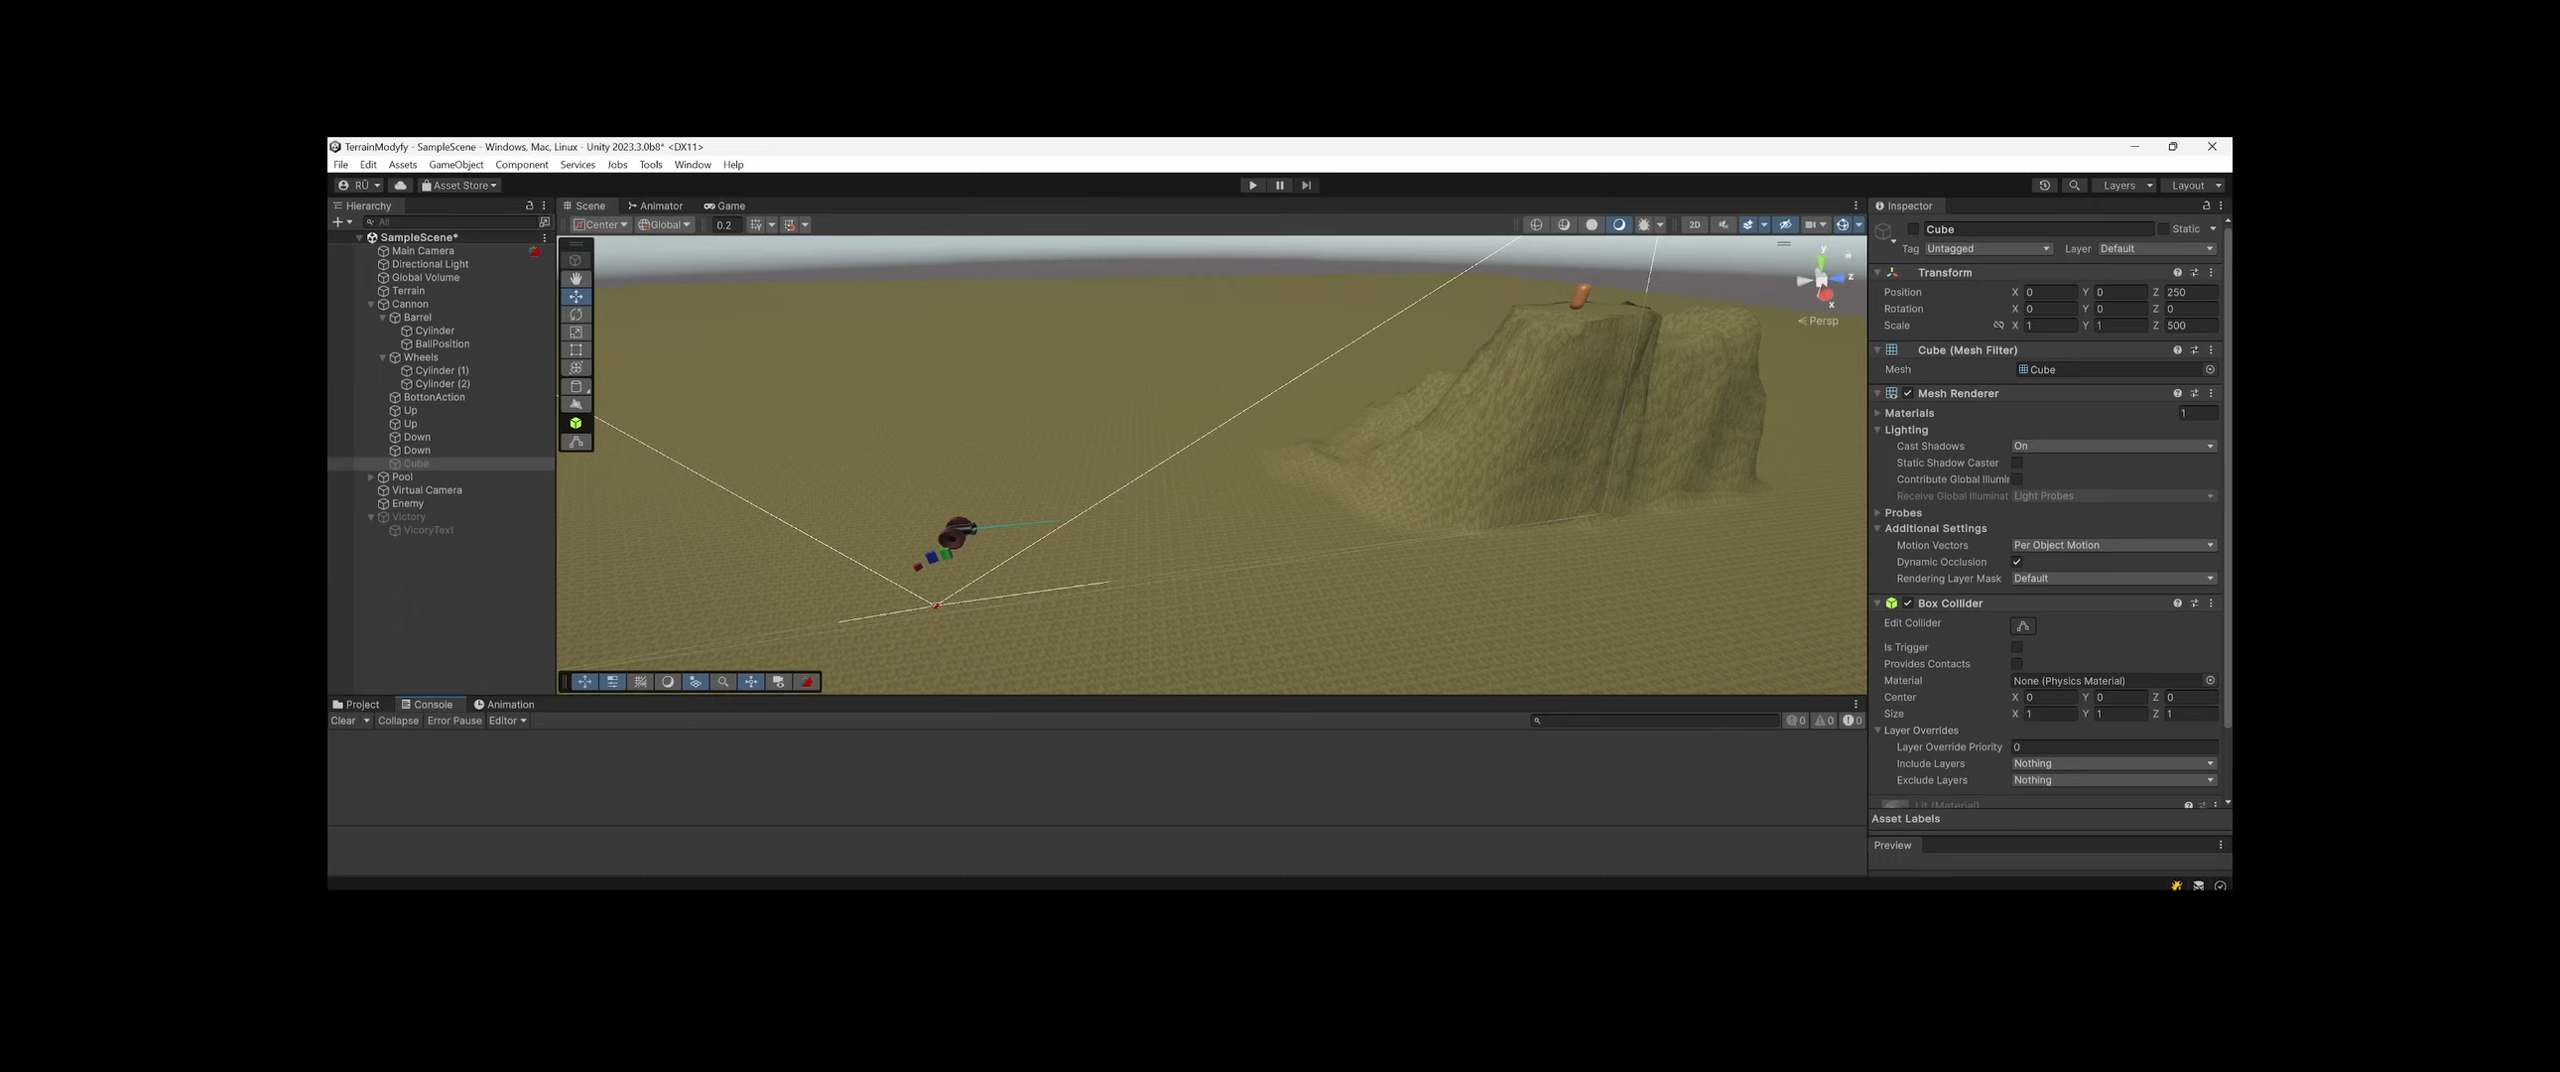 TerrainModyfy - SampleScene - Windows, Mac, Linux - Unity 2023.3.0b8* <DX11>
File Edit Assets GameObject Component Services Jobs Tools Window Help
RÜ Asset Store Layers Layout
Hierarchy
All
SampleScene*
Main Camera
Directional Light
Global Volume
Terrain
Cannon
Barrel
Cylinder
BallPosition
Wheels
Cylinder (1)
Cylinder (2)
BottonAction
Up
Up
Down
Down
Cube
Pool
Virtual Camera
Enemy
Victory
VicoryText
Scene Animator Game
Center Global 0.2 2D
y
z
x
Persp
Inspector
Cube Static
Tag Untagged Layer Default
Transform
Position X 0 Y 0 Z 250
Rotation X 0 Y 0 Z 0
Scale X 1 Y 1 Z 500
Cube (Mesh Filter)
Mesh Cube
Mesh Renderer
Materials 1
Lighting
Cast Shadows On
Static Shadow Caster
Contribute Global Illumir
Receive Global Illuminat Light Probes
Probes
Additional Settings
Motion Vectors Per Object Motion
Dynamic Occlusion
Rendering Layer Mask Default
Box Collider
Edit Collider
Is Trigger
Provides Contacts
Material None (Physics Material)
Center X 0 Y 0 Z 0
Size X 1 Y 1 Z 1
Layer Overrides
Layer Override Priority 0
Include Layers Nothing
Exclude Layers Nothing
Lit (Material)
Asset Labels
Preview
Project Console Animation
Clear Collapse Error Pause Editor 0 0 0